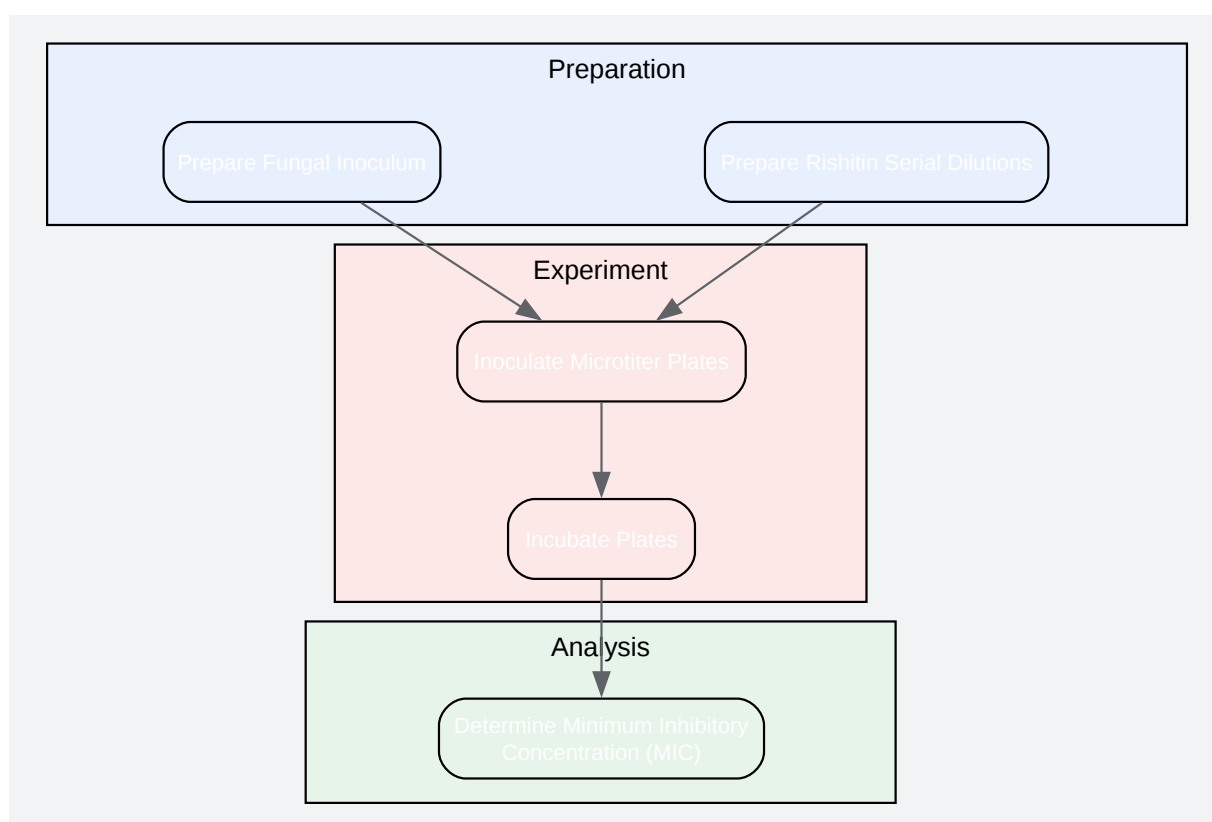 Preparation
Prepare Fungal Inoculum
Prepare Rishitin Serial Dilutions
Experiment
Inoculate Microtiter Plates
Incubate Plates
Analysis
Determine Minimum Inhibitory
Concentration (MIC)